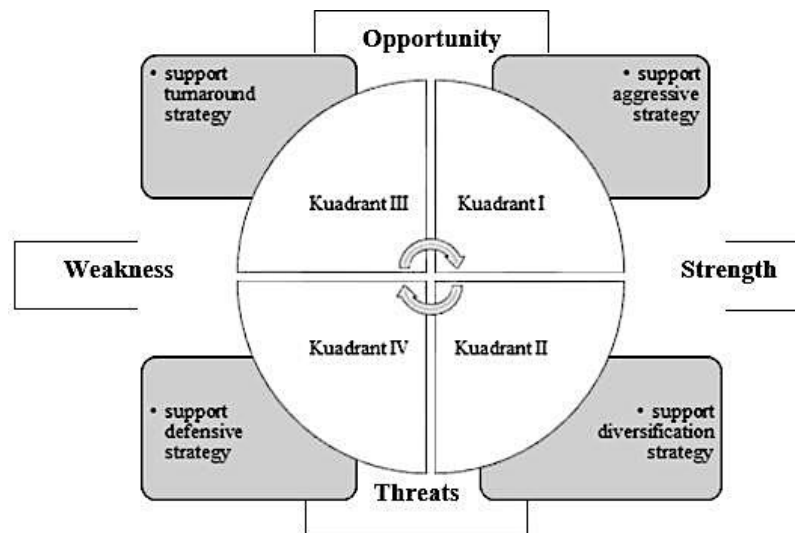 Opportunity
• support
turnaround
strategy
• support
aggressive
strategy
Kuadrant III
Kuadrant I
Weakness
Strength
Kuadrant IV
Kuadrant II
• support
defensive
strategy
• support
diversification
strategy
Threats